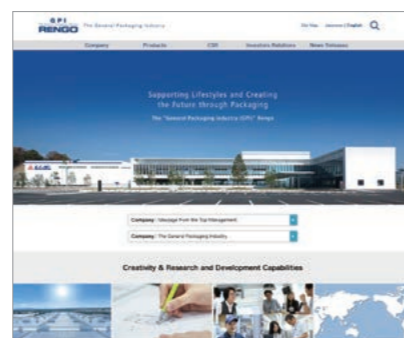 GPI
RENGO The General Packaging Industry
Site Map Japanese | English
Company Products CSR Investors Relations News Releases
Supporting Lifestyles and Creating
the Future through Packaging
The "General Packaging Industry (GPI)" Rengo
Company : Message from the Top Management
Company : The General Packaging Industry
Creativity & Research and Development Capabilities